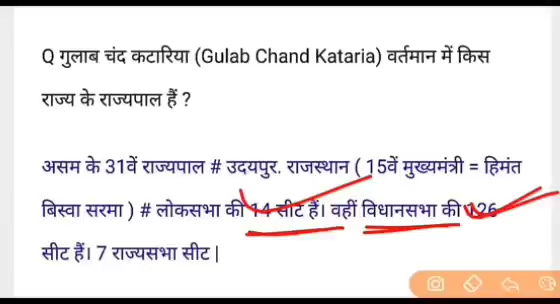 Q गुलाब चंद कटारिया (Gulab Chand Kataria) वर्तमान में किस
राज्य के राज्यपाल हैं ?
असम के 31वें राज्यपाल # उदयपुर. राजस्थान ( 15वें मुख्यमंत्री = हिमंत
बिस्वा सरमा ) # लोकसभा की 14 सीट हैं। वहीं विधानसभा की 126
सीट हैं। 7 राज्यसभा सीट |